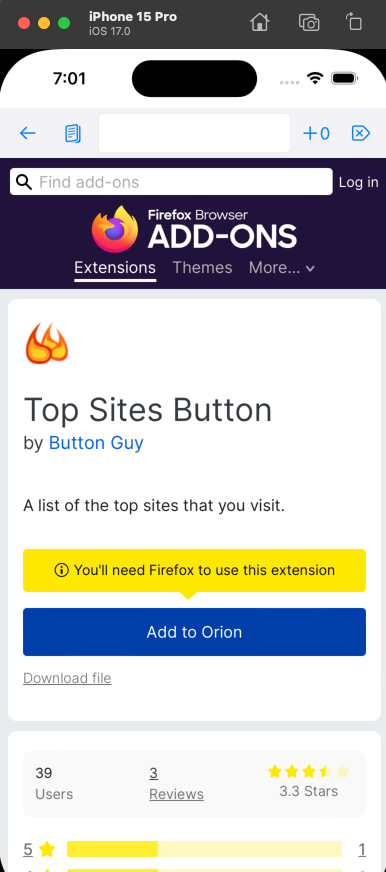 iPhone 15 Pro
iOS 17.0
7:01
+0
Find add-ons
Log in
Firefox Browser
ADD-ONS
Extensions Themes More...
Top Sites Button
by Button Guy
A list of the top sites that you visit.
You'll need Firefox to use this extension
Add to Orion
Download file
39 3
Users Reviews
3.3 Stars
5 1